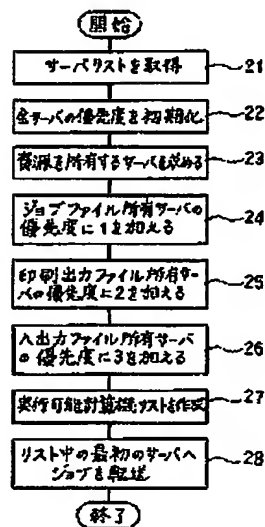 開始
サーバリストを取得
21
全サーバの優先度を初期化
22
資源を所有するサーバを求める
23
ジョブファイル所有サーバの
優先度に1を加える
24
印刷出力ファイル所有サー
バの優先度に2を加える
25
入出力ファイル所有サーバ
の優先度に3を加える
26
実行可能計算機リストを作成
27
リスト中の最初のサーバへ
ジョブを転送
28
終了